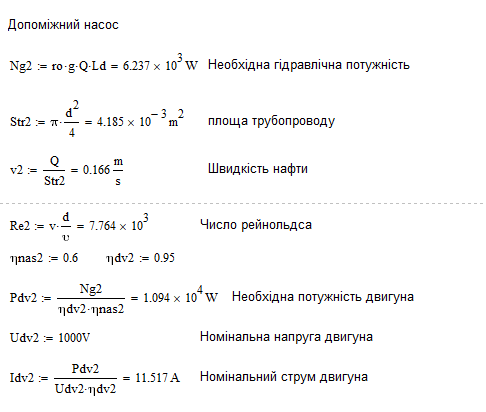 Допоміжний насос
Ng2 := ro·g·Q·Ld = 6.237 × 10^3 W Необхідна гідравлічна потужність
Str2 := π·d^2/4 = 4.185 × 10^-3 m^2 площа трубопроводу
v2 := Q/Str2 = 0.166 m/s Швидкість нафти
Re2 := v·d/υ = 7.764 × 10^3 Число рейнольдса
ηnas2 := 0.6 ηdv2 := 0.95
Pdv2 := Ng2/(ηdv2·ηnas2) = 1.094 × 10^4 W Необхідна потужність двигуна
Udv2 := 1000V Номінальна напруга двигуна
Idv2 := Pdv2/(Udv2·ηdv2) = 11.517 A Номінальний струм двигуна